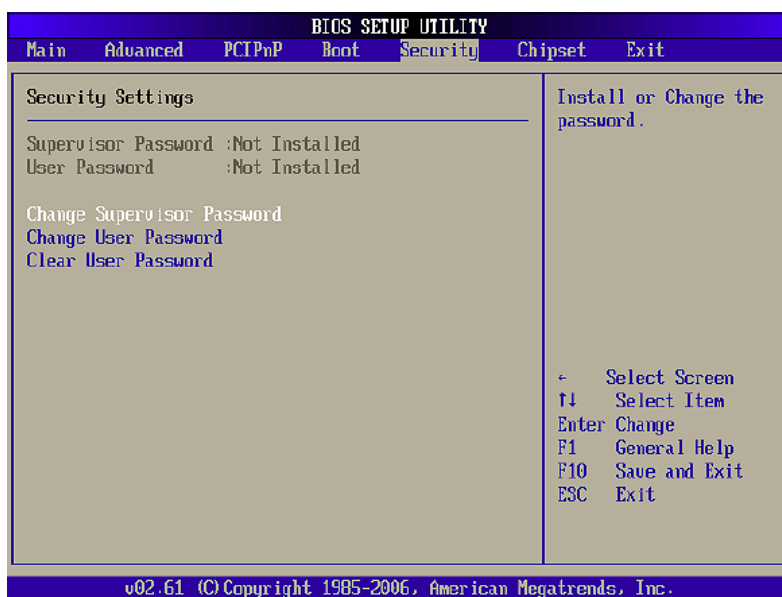 BIOS SETUP UTILITY
Main Advanced PCIPnP Boot Security Chipset Exit
Security Settings
Supervisor Password :Not Installed
User Password :Not Installed
Change Supervisor Password
Change User Password
Clear User Password
Install or Change the
password.
← Select Screen
↑↓ Select Item
Enter Change
F1 General Help
F10 Save and Exit
ESC Exit
v02.61 (C)Copyright 1985-2006, American Megatrends, Inc.